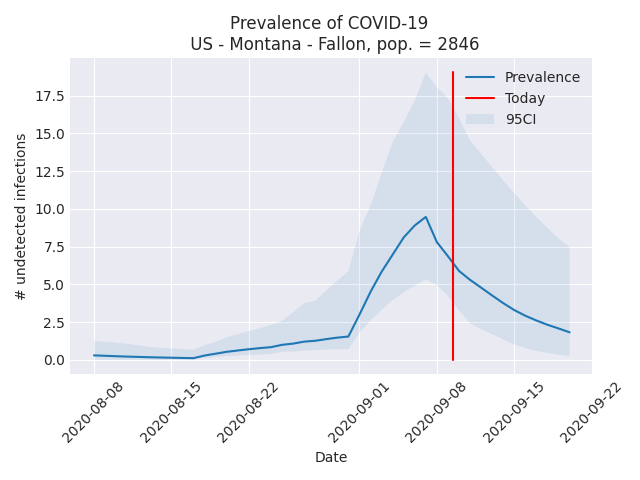 Prevalence of COVID-19
US - Montana - Fallon, pop. = 2846
# undetected infections
17.5
15.0
12.5
10.0
7.5
5.0
2.5
0.0
Prevalence
Today
95CI
2020-08-08
2020-08-15
2020-08-22
2020-09-01
2020-09-08
2020-09-15
2020-09-22
Date